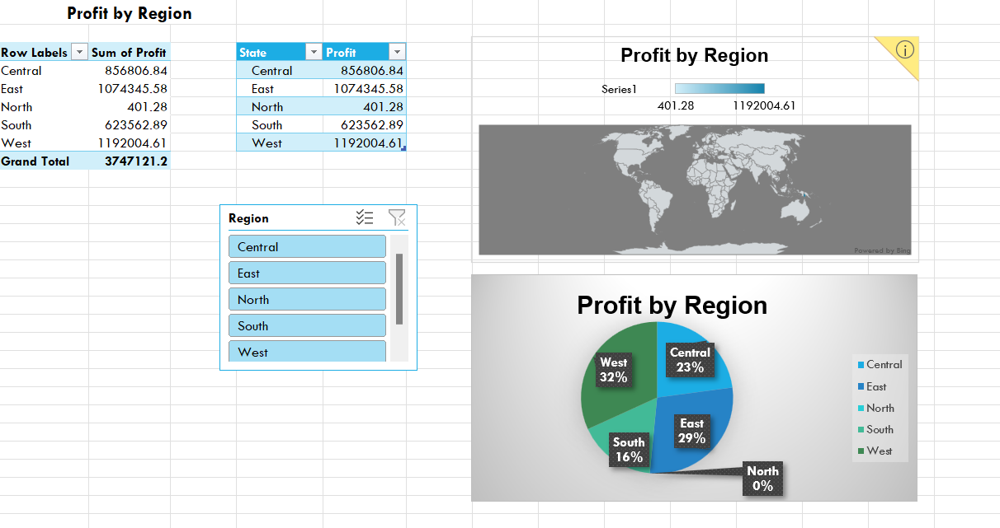 Profit by Region
Row Labels Sum of Profit
Central 856806.84
East 1074345.58
North 401.28
South 623562.89
West 1192004.61
Grand Total 3747121.2
State Profit
Central 856806.84
East 1074345.58
North 401.28
South 623562.89
West 1192004.61
Region
Central
East
North
South
West
Profit by Region
Series1
401.28 1192004.61
Powered by Bing
Profit by Region
Central
23%
West
32%
East
29%
South
16%
North
0%
Central
East
North
South
West